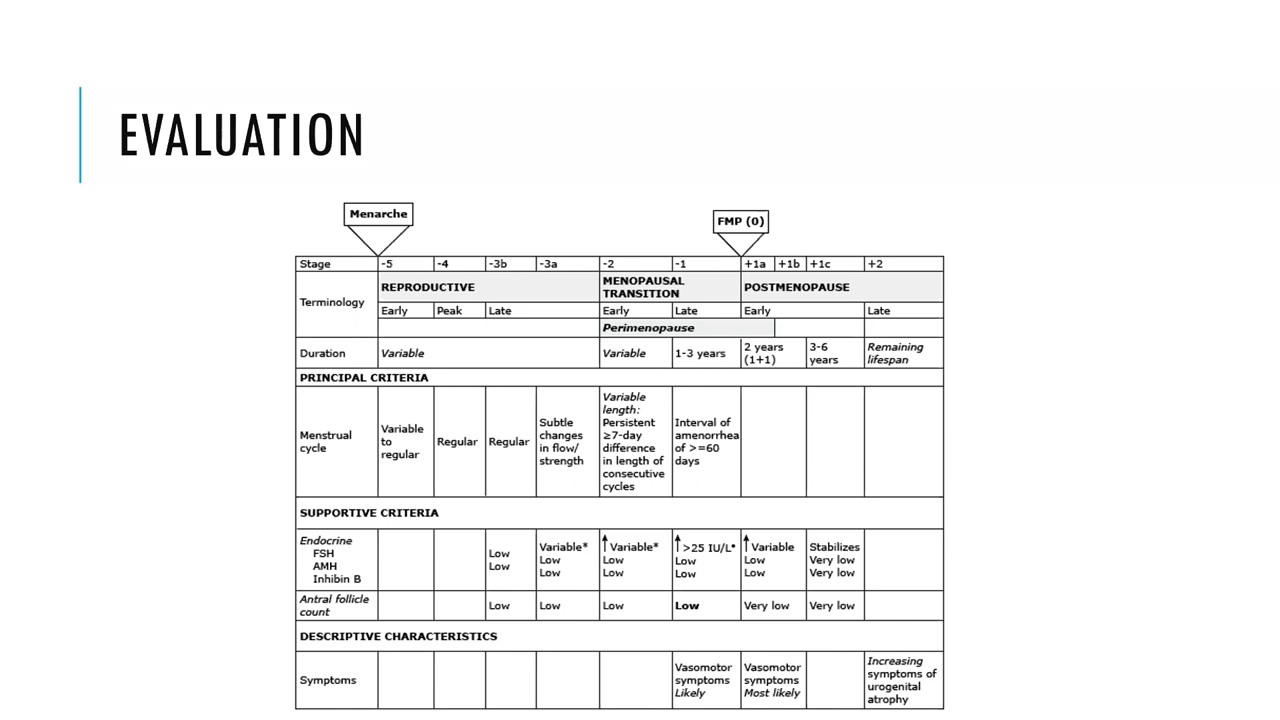 EVALUATION
Menarche
FMP (0)
Stage -5 -4 -3b -3a -2 -1 +1a +1b +1c +2
Terminology
REPRODUCTIVE
MENOPAUSAL
TRANSITION
POSTMENOPAUSE
Early Peak Late Early Late Early Late
Perimenopause
Duration
Variable
Variable
1-3 years
2 years
(1+1)
3-6
years
Remaining
lifespan
PRINCIPAL CRITERIA
Menstrual
cycle
Variable
to
regular
Regular
Regular
Subtle
changes
in flow/
strength
Variable
length:
Persistent
≥7-day
difference
in length of
consecutive
cycles
Interval of
amenorrhea
of >=60
days
SUPPORTIVE CRITERIA
Endocrine
FSH
AMH
Inhibin B
Low
Low
Variable*
Low
Low
↑ Variable*
Low
Low
↑ >25 IU/L*
Low
Low
↑ Variable
Low
Low
Stabilizes
Very low
Very low
Antral follicle
count
Low
Low
Low
Low
Very low
Very low
DESCRIPTIVE CHARACTERISTICS
Symptoms
Vasomotor
symptoms
Likely
Vasomotor
symptoms
Most likely
Increasing
symptoms of
urogenital
atrophy